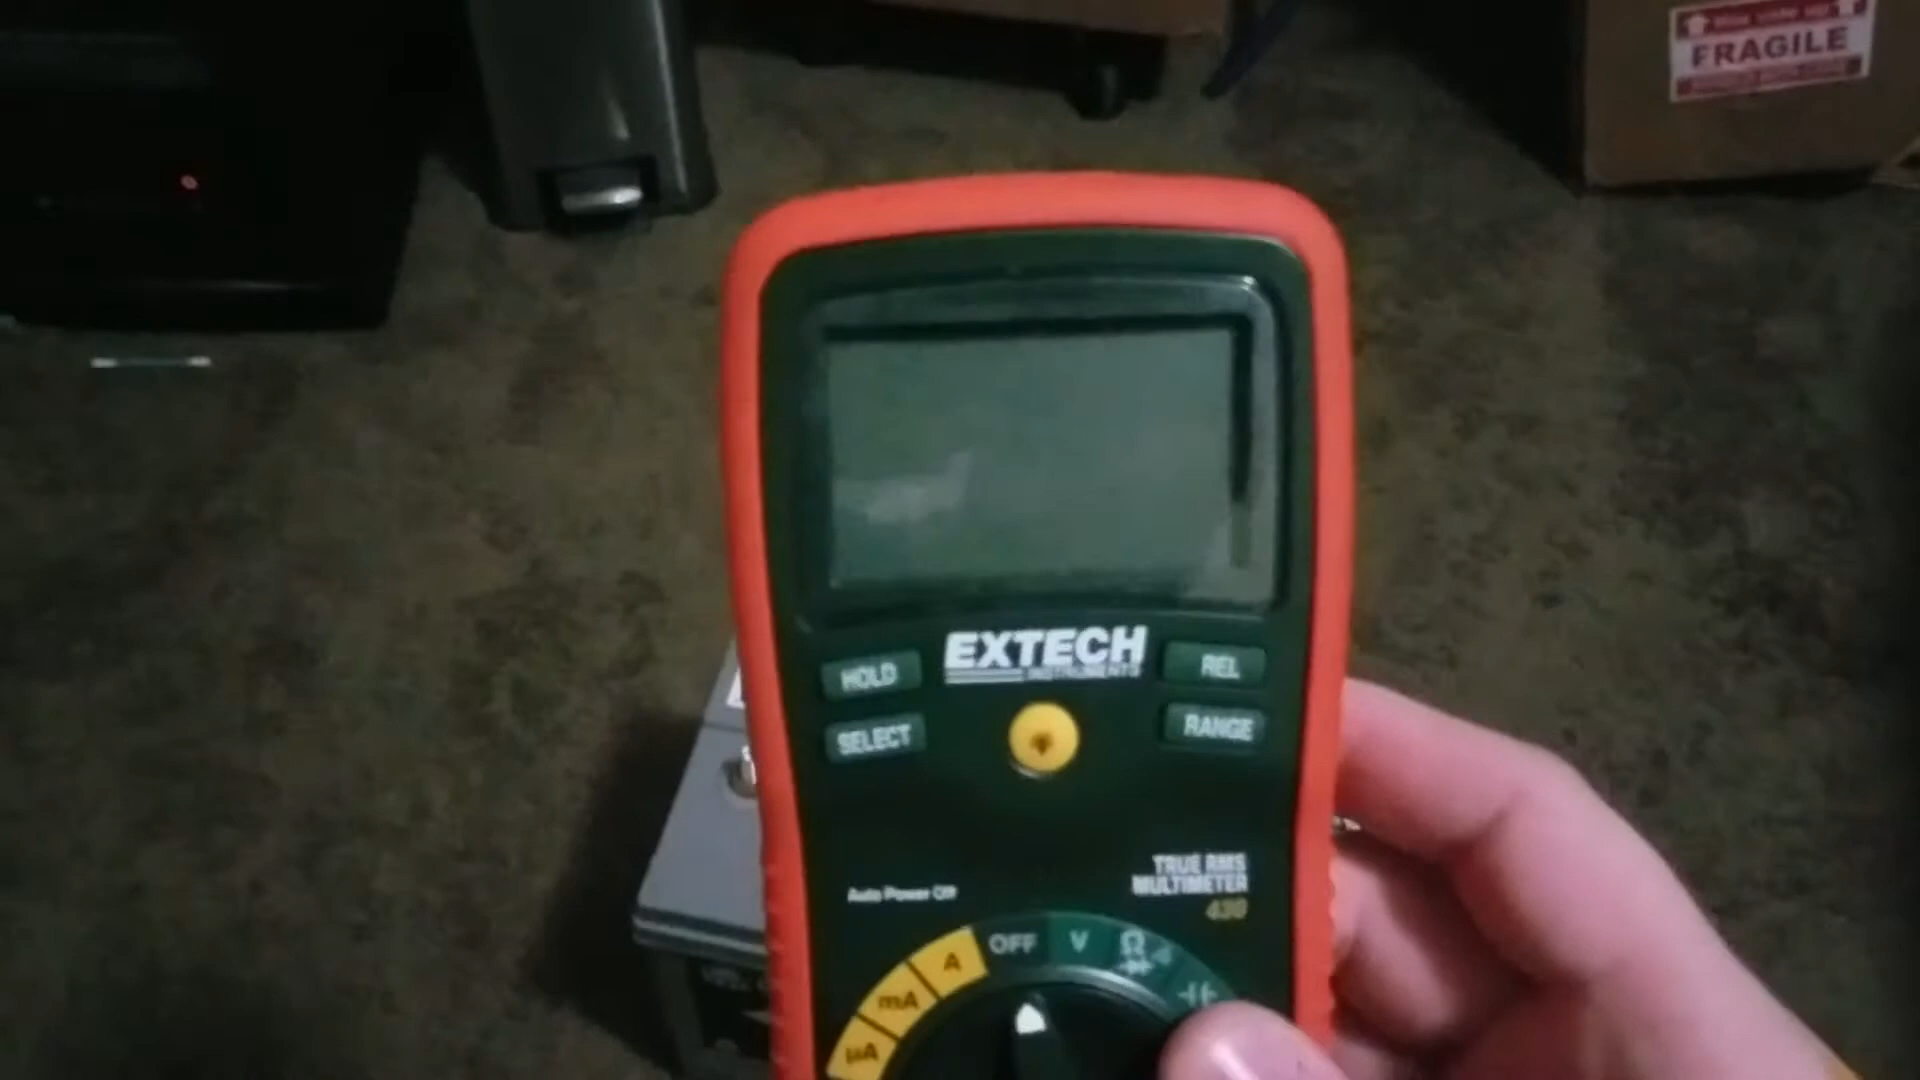 FRAGILE
EXTECH
INSTRUMENTS
HOLD
REL
SELECT
RANGE
TRUE RMS
MULTIMETER
430
Auto Power Off
OFF
V
Ω
A
mA
µA